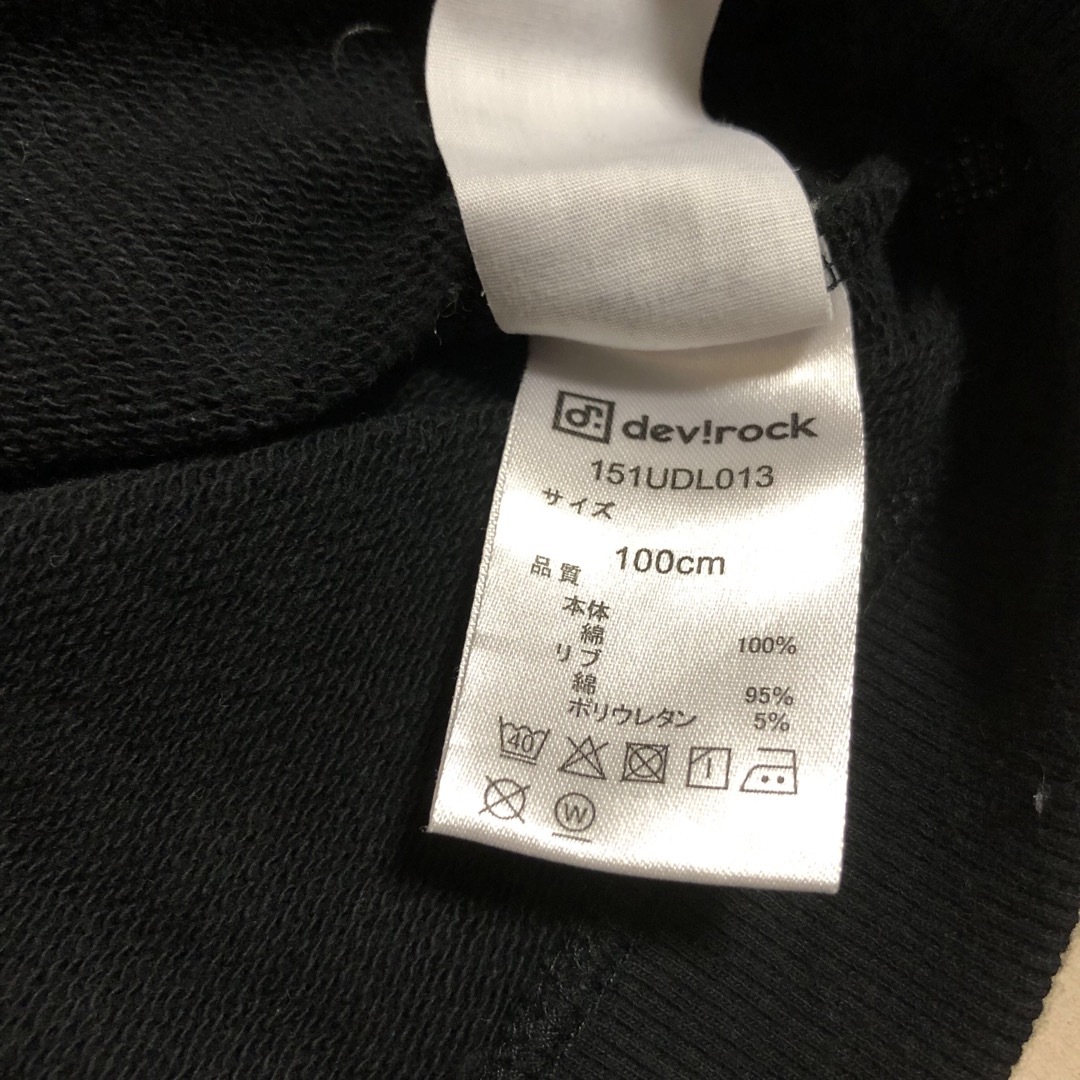 dev!rock
151UDL013
サイズ
100cm
品質
本体
綿 100%
リブ
綿 95%
ポリウレタン 5%
40
W